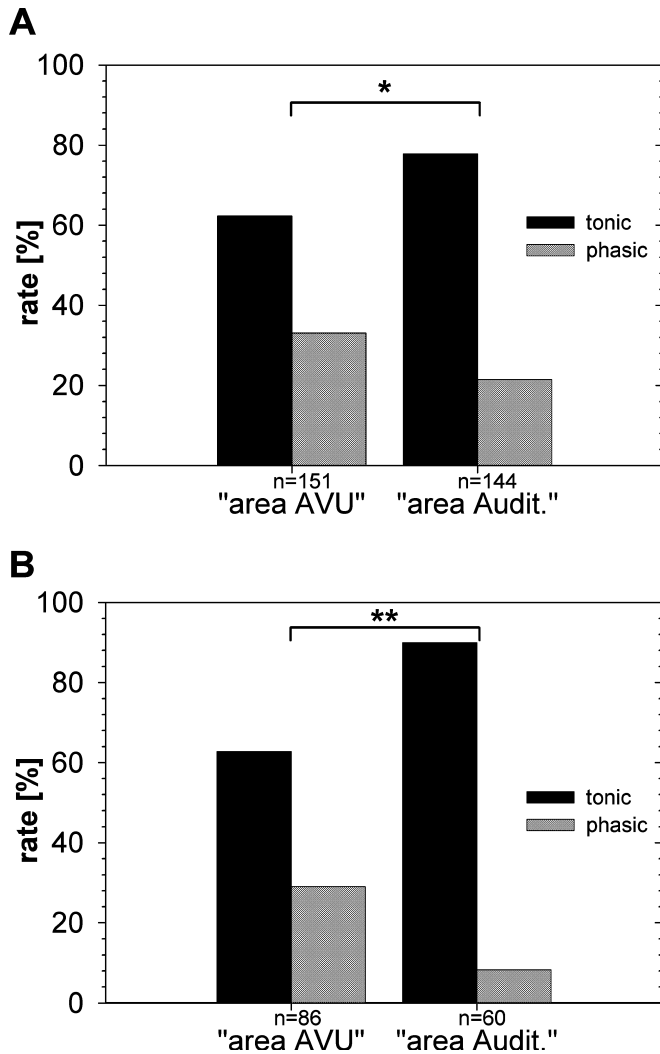 A
100
80
60
40
20
0
rate [%]
*
tonic
phasic
n=151
n=144
"area AVU"
"area Audit."
B
100
80
60
40
20
0
rate [%]
**
tonic
phasic
n=86
n=60
"area AVU"
"area Audit."